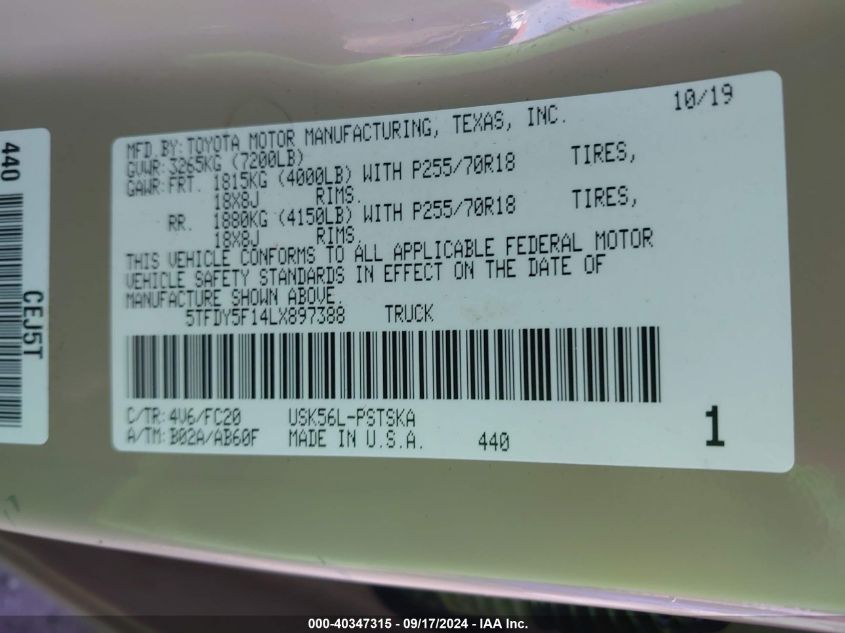 10/19
MFD.BY:TOYOTA MOTOR MANUFACTURING, TEXAS, INC.
GVWR:3265KG (7200LB)
GAWR:FRT. 1815KG (4000LB) WITH P255/70R18 TIRES,
18X8J RIMS.
RR. 1880KG (4150LB) WITH P255/70R18 TIRES,
18X8J RIMS.
THIS VEHICLE CONFORMS TO ALL APPLICABLE FEDERAL MOTOR
VEHICLE SAFETY STANDARDS IN EFFECT ON THE DATE OF
MANUFACTURE SHOWN ABOVE.
5TFDY5F14LX897388 TRUCK
C/TR:4V6/FC20 USK56L-PSTSKA
A/TM:B02A/AB60F MADE IN U.S.A. 440 1
440
CEJ5T
000-40347315 - 09/17/2024 - IAA Inc.